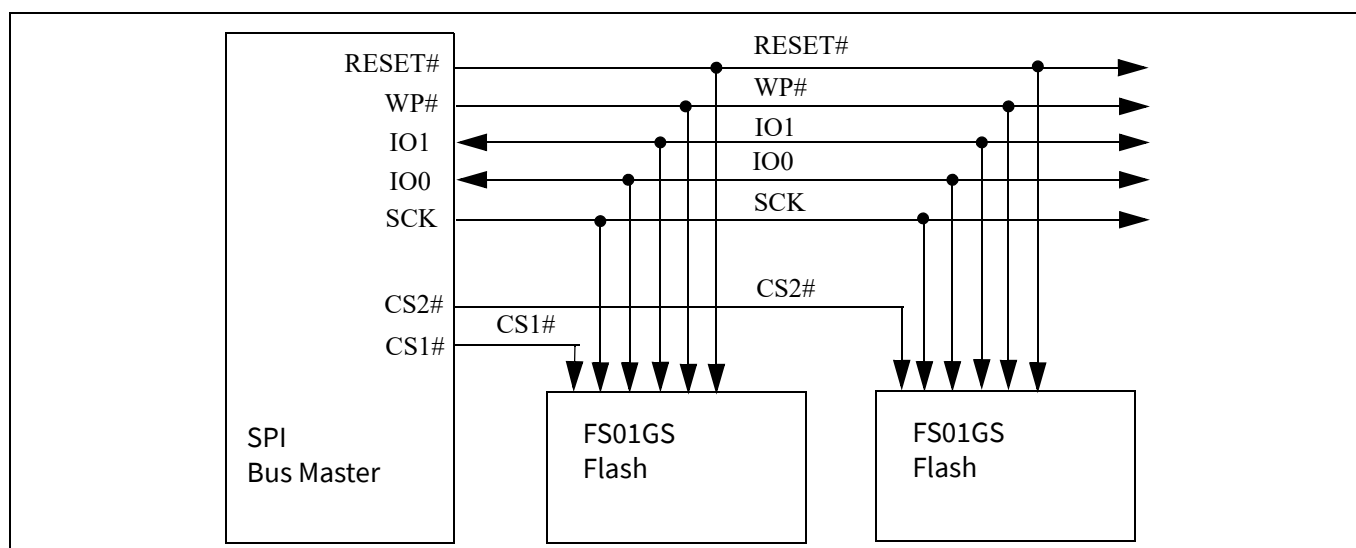 RESET# RESET#
WP# WP#
IO1 IO1
IO0 IO0
SCK SCK
CS2# CS2#
CS1# CS1#
SPI
Bus Master
FS01GS
Flash
FS01GS
Flash